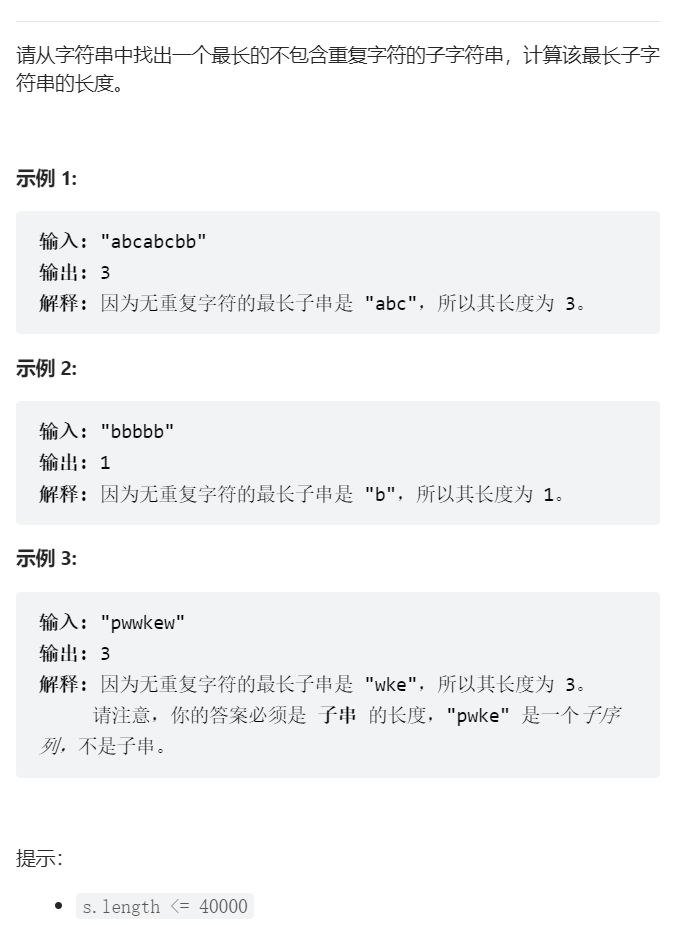 请从字符串中找出一个最长的不包含重复字符的子字符串，计算该最长子字
符串的长度。
示例 1:
输入: "abcabcbb"
输出: 3
解释: 因为无重复字符的最长子串是 "abc"，所以其长度为 3。
示例 2:
输入: "bbbbb"
输出: 1
解释: 因为无重复字符的最长子串是 "b"，所以其长度为 1。
示例 3:
输入: "pwwkew"
输出: 3
解释: 因为无重复字符的最长子串是 "wke"，所以其长度为 3。
请注意，你的答案必须是 子串 的长度，"pwke" 是一个子序
列，不是子串。
提示：
• s.length <= 40000